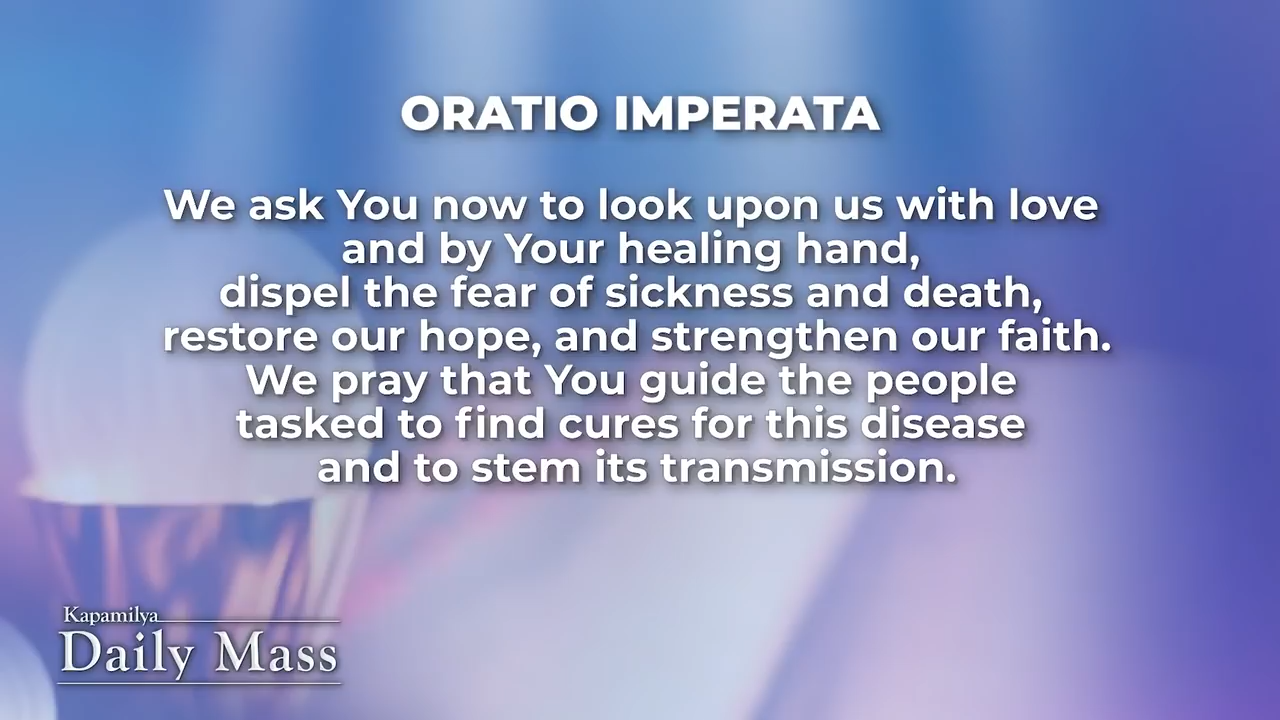 ORATIO IMPERATA
We ask You now to look upon us with love
and by Your healing hand,
dispel the fear of sickness and death,
restore our hope, and strengthen our faith.
We pray that You guide the people
tasked to find cures for this disease
and to stem its transmission.
Kapamilya
Daily Mass